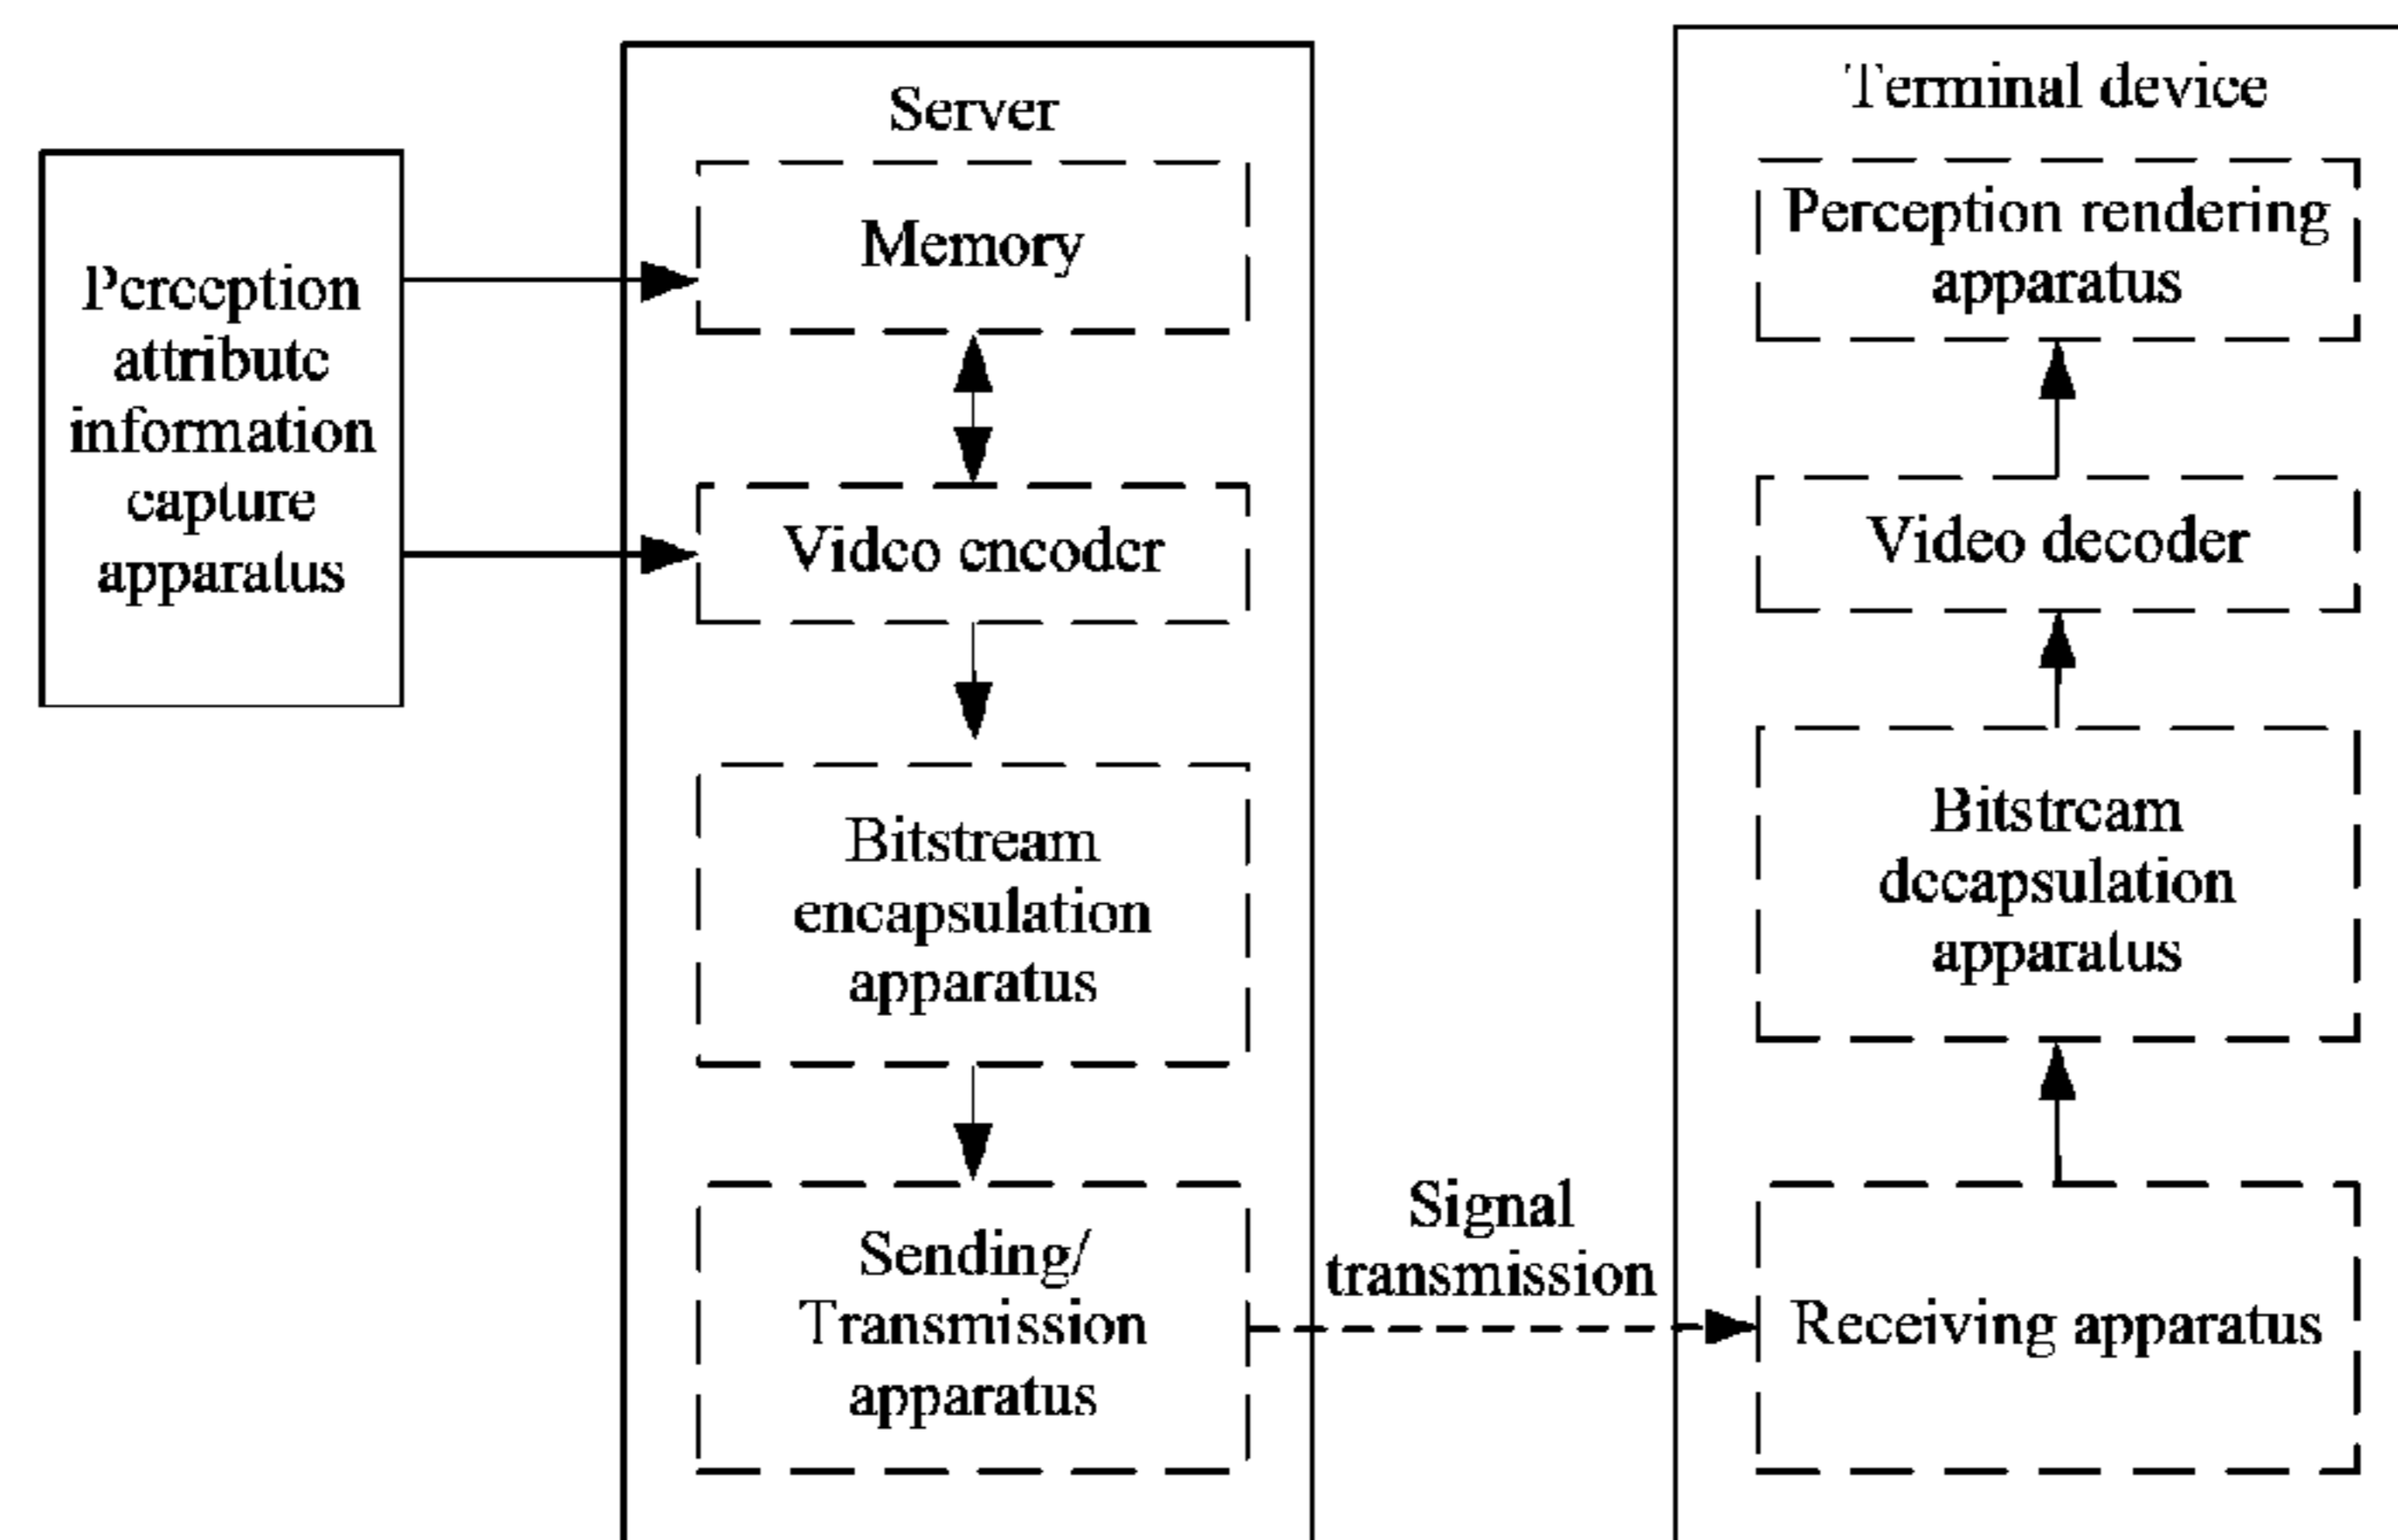 Perception
attribute
information
capture
apparatus
Server
Memory
Video encoder
Bitstream
encapsulation
apparatus
Sending/
Transmission
apparatus
Signal
transmission
Terminal device
Perception rendering
apparatus
Video decoder
Bitstream
decapsulation
apparatus
Receiving apparatus